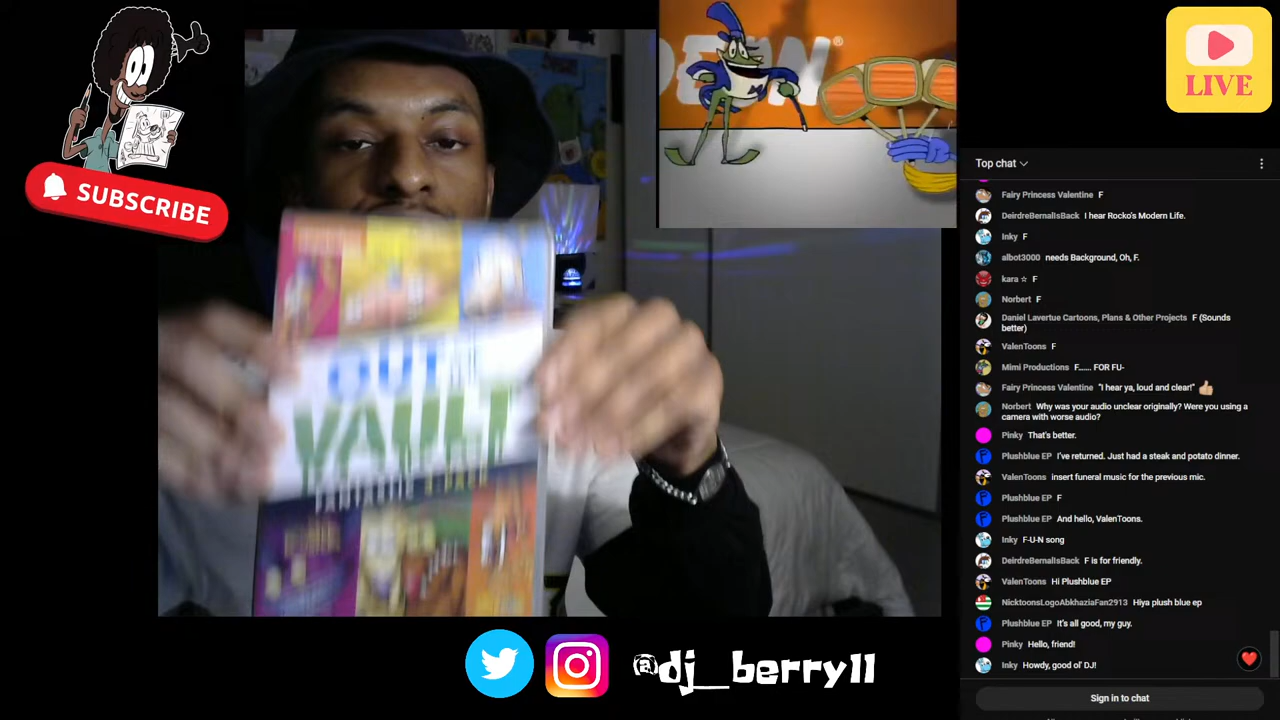 SUBSCRIBE
LIVE
Top chat
Fairy Princess Valentine F
DeirdreBernalIsBack I hear Rocko's Modern Life.
Inky F
albot3000 needs Background, Oh, F.
kara ☆ F
Norbert F
Daniel Lavertue Cartoons, Plans & Other Projects F (Sounds
better)
ValenToons F
Mimi Productions F...... FOR FU-
Fairy Princess Valentine "I hear ya, loud and clear!" 👍🏼
Norbert Why was your audio unclear originally? Were you using a
camera with worse audio?
Pinky That's better.
Plushblue EP I've returned. Just had a steak and potato dinner.
ValenToons insert funeral music for the previous mic.
Plushblue EP F
Plushblue EP And hello, ValenToons.
Inky F-U-N song
DeirdreBernalIsBack F is for friendly.
ValenToons Hi Plushblue EP
NicktoonsLogoAbkhaziaFan2913 Hiya plush blue ep
Plushblue EP It's all good, my guy.
Pinky Hello, friend!
Inky Howdy, good ol' DJ!
Sign in to chat
OUT
VAULT
@dj_berry11